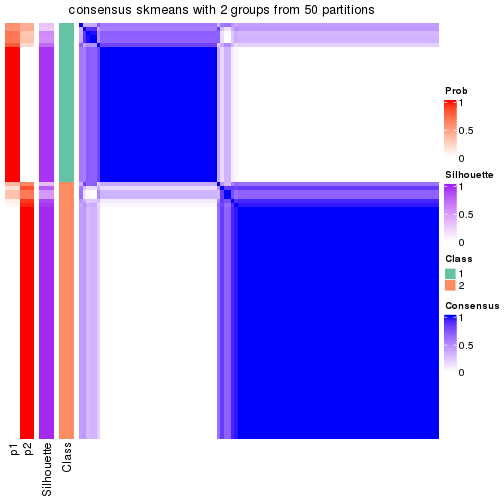 consensus skmeans with 2 groups from 50 partitions
Prob
1
0.5
0
Silhouette
1
0.5
0
Class
1
2
Consensus
1
0.5
0
p1
p2
Silhouette
Class